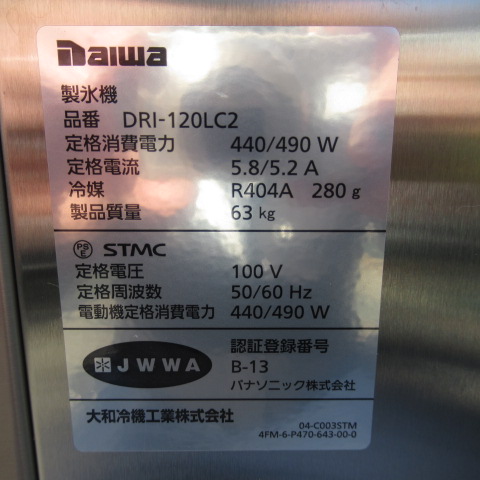 Daiwa
製氷機
品番 DRI-120LC2
定格消費電力 440/490 W
定格電流 5.8/5.2 A
冷媒 R404A 280 g
製品質量 63 kg
PSE STMC
定格電圧 100 V
定格周波数 50/60 Hz
電動機定格消費電力 440/490 W
JWWA
認証登録番号
B-13
パナソニック株式会社
大和冷機工業株式会社
04-C003STM
4FM-6-P470-643-00-0